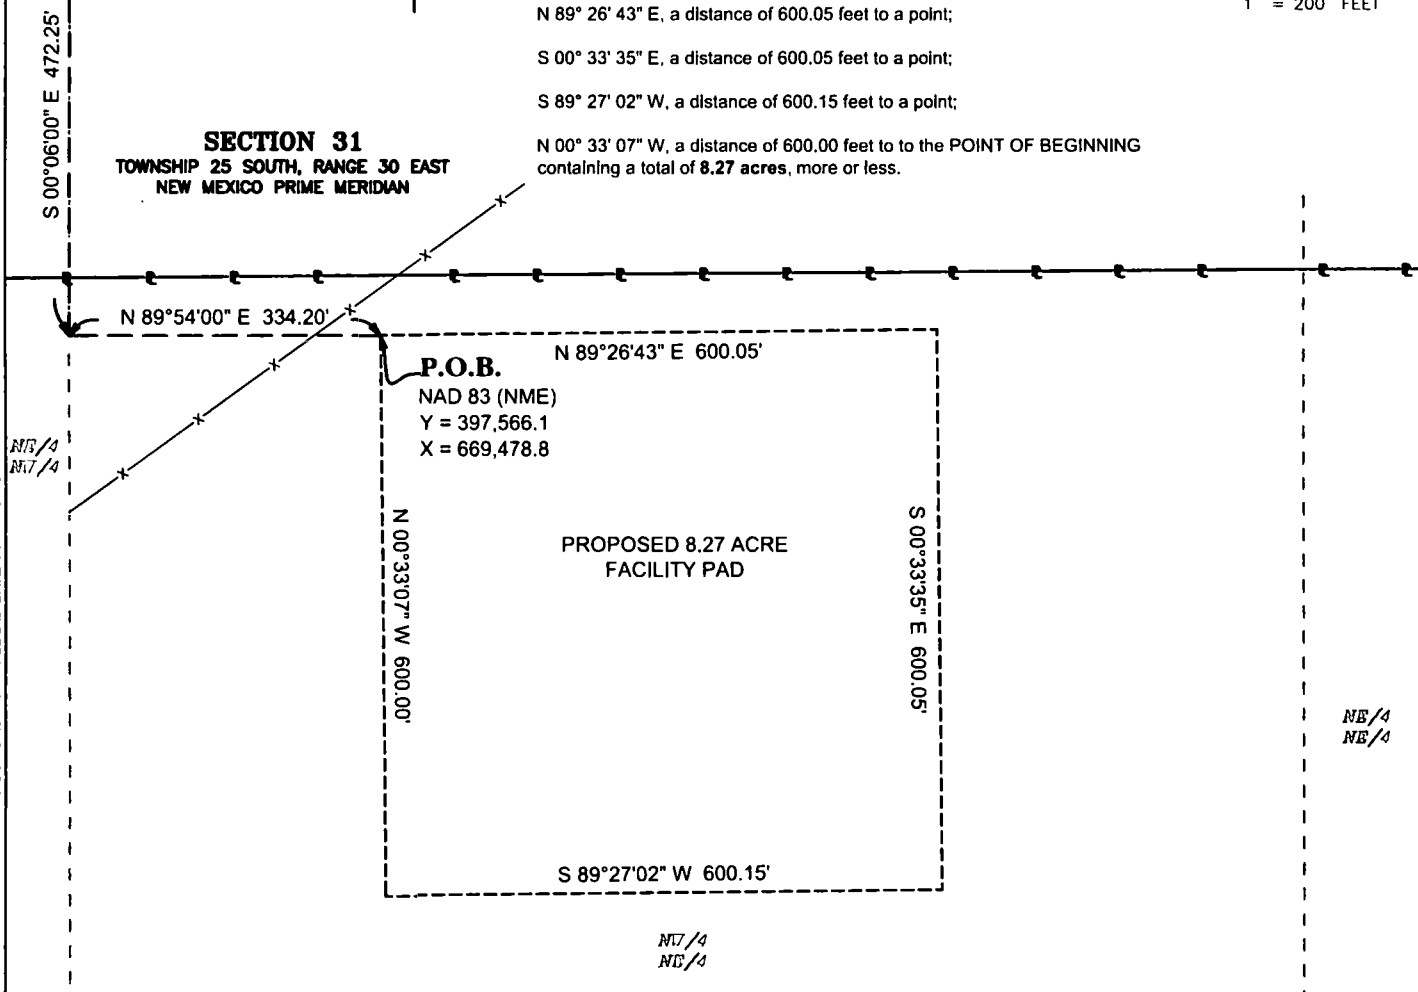 1" = 200' FEET
N 89° 26' 43" E, a distance of 600.05 feet to a point;
S 00° 33' 35" E, a distance of 600.05 feet to a point;
S 89° 27' 02" W, a distance of 600.15 feet to a point;
N 00° 33' 07" W, a distance of 600.00 feet to to the POINT OF BEGINNING
containing a total of 8.27 acres, more or less.
S 00°06'00" E 472.25'
SECTION 31
TOWNSHIP 25 SOUTH, RANGE 30 EAST
NEW MEXICO PRIME MERIDIAN
N 89°54'00" E 334.20'
N 89°26'43" E 600.05'
P.O.B.
NAD 83 (NME)
Y = 397,566.1
X = 669,478.8
NE/4
NW/4
N 00°33'07" W 600.00'
PROPOSED 8.27 ACRE
FACILITY PAD
S 00°33'35" E 600.05'
NE/4
NE/4
S 89°27'02" W 600.15'
NW/4
NE/4